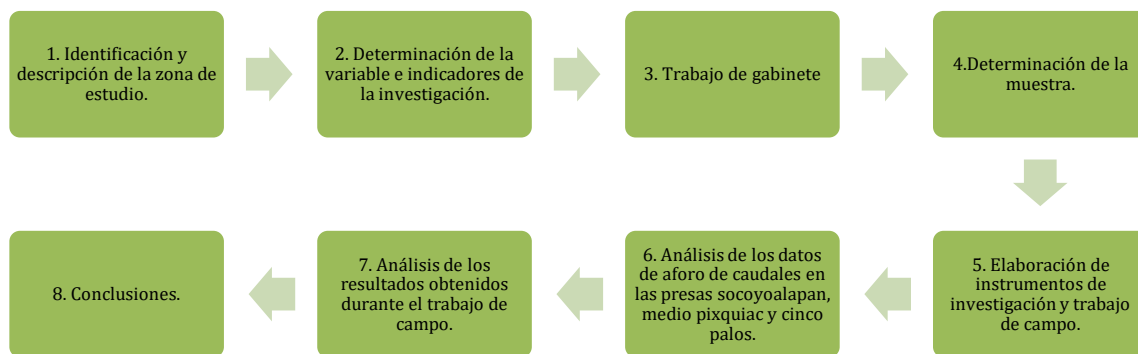 1. Identificación y
descripción de la zona de
estudio.
2. Determinación de la
variable e indicadores de
la investigación.
3. Trabajo de gabinete
4.Determinación de la
muestra.
5. Elaboración de
instrumentos de
investigación y trabajo
de campo.
6. Análisis de los datos
de aforo de caudales en
las presas socoyoalapan,
medio pixquiac y cinco
palos.
7. Análisis de los
resultados obtenidos
durante el trabajo de
campo.
8. Conclusiones.